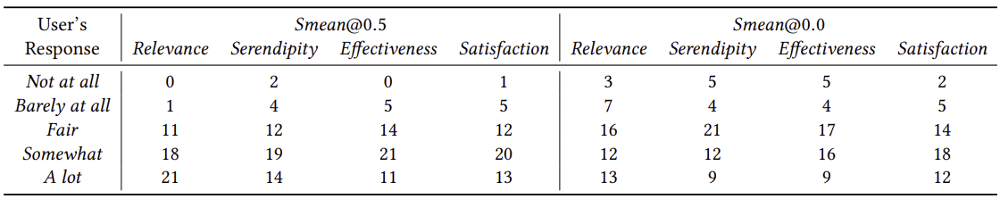 User's Smean@0.5 Smean@0.0
Response Relevance Serendipity Effectiveness Satisfaction Relevance Serendipity Effectiveness Satisfaction
Not at all 0 2 0 1 3 5 5 2
Barely at all 1 4 5 5 7 4 4 5
Fair 11 12 14 12 16 21 17 14
Somewhat 18 19 21 20 12 12 16 18
A lot 21 14 11 13 13 9 9 12